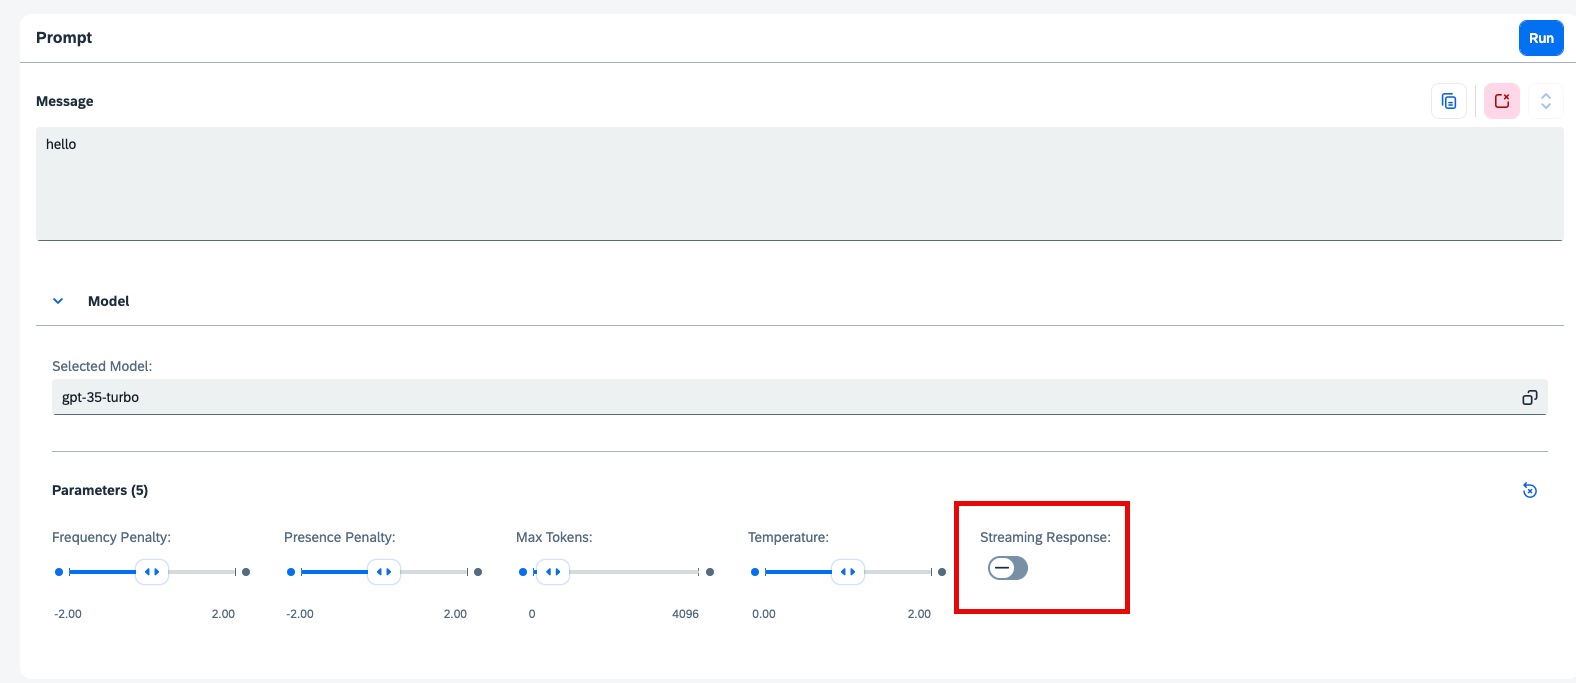 Prompt
Run
Message
hello
Model
Selected Model:
gpt-35-turbo
Parameters (5)
Frequency Penalty: Presence Penalty: Max Tokens: Temperature: Streaming Response:
-2.00 2.00 -2.00 2.00 0 4096 0.00 2.00